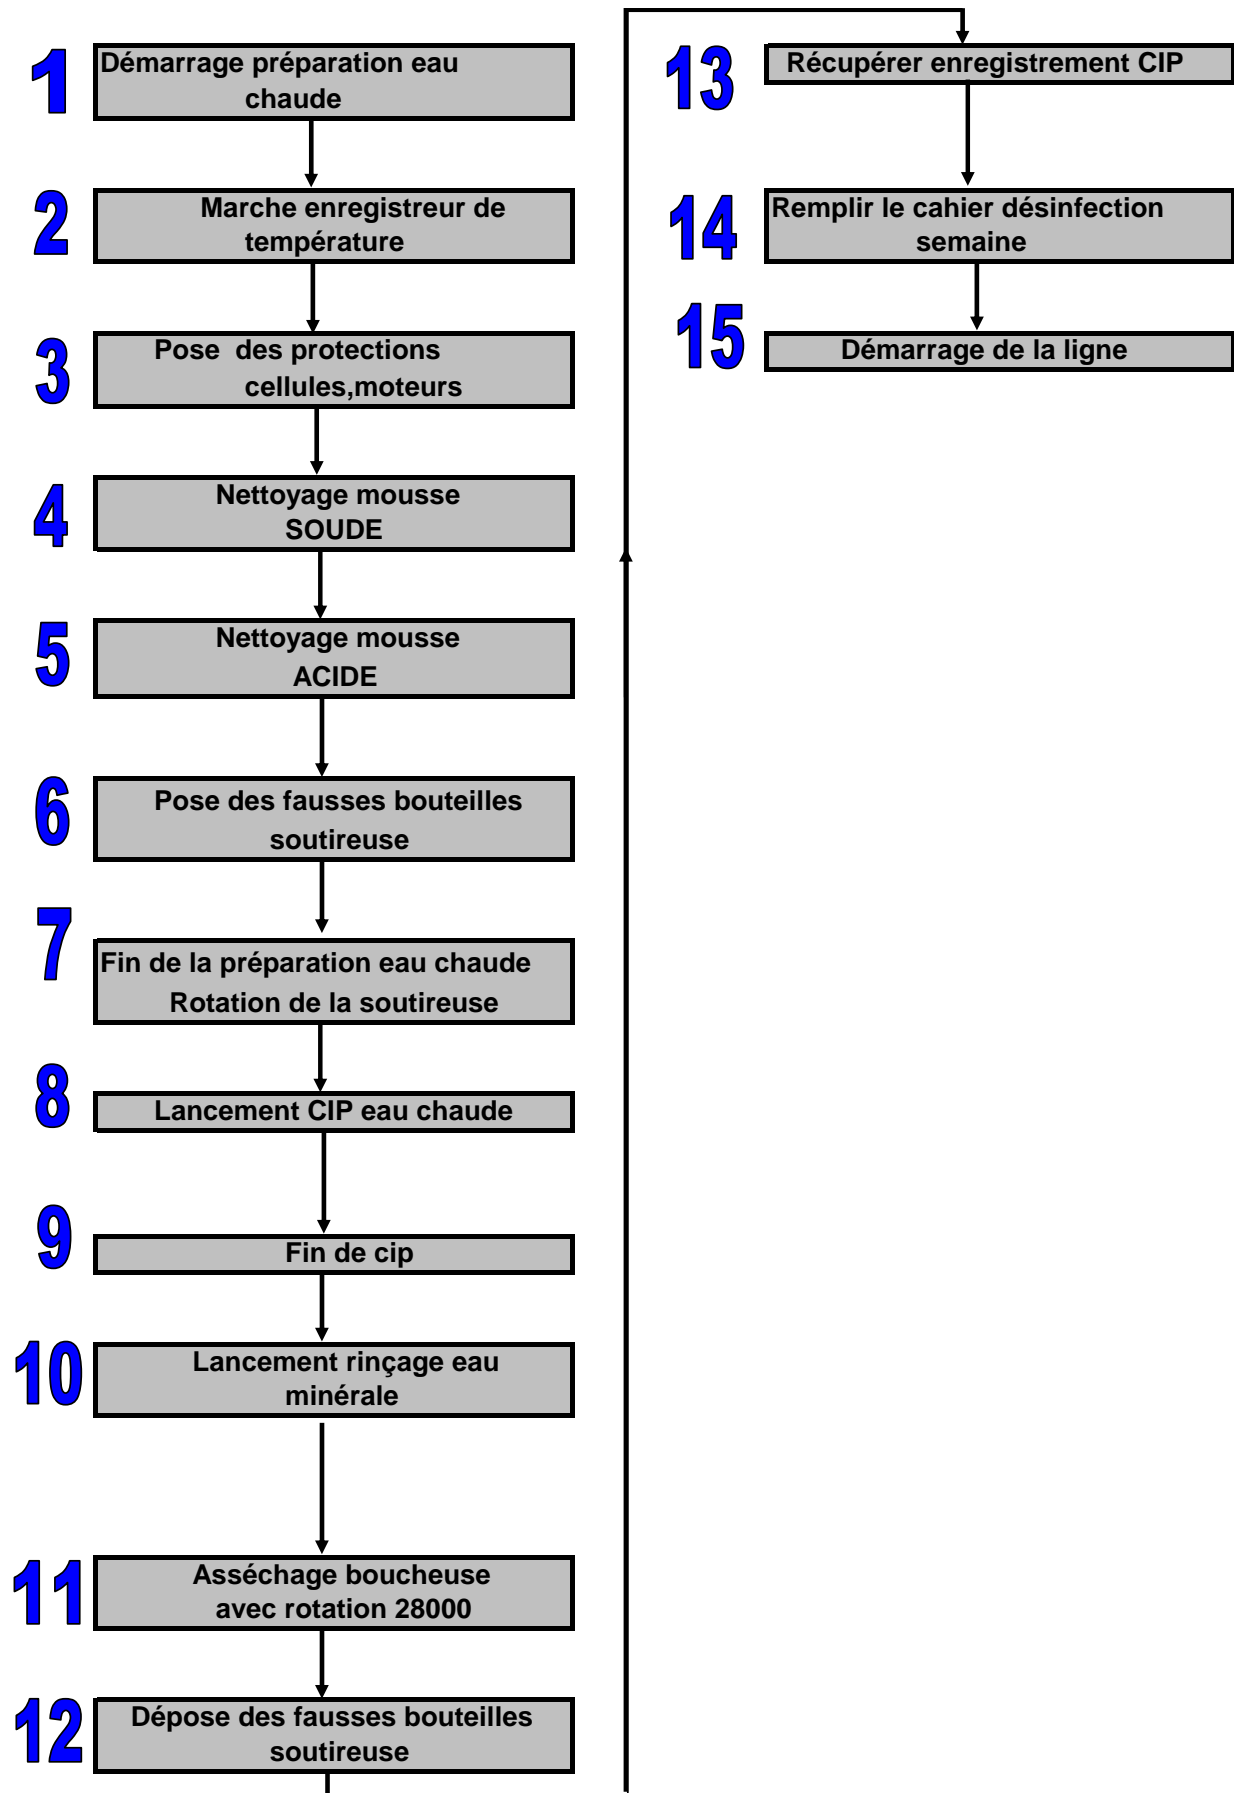 1
Démarrage préparation eau
chaude
2
Marche enregistreur de
température
3
Pose des protections
cellules,moteurs
4
Nettoyage mousse
SOUDE
5
Nettoyage mousse
ACIDE
6
Pose des fausses bouteilles
soutireuse
7
Fin de la préparation eau chaude
Rotation de la soutireuse
8
Lancement CIP eau chaude
9
Fin de cip
10
Lancement rinçage eau
minérale
11
Asséchage boucheuse
avec rotation 28000
12
Dépose des fausses bouteilles
soutireuse
13
Récupérer enregistrement CIP
14
Remplir le cahier désinfection
semaine
15
Démarrage de la ligne